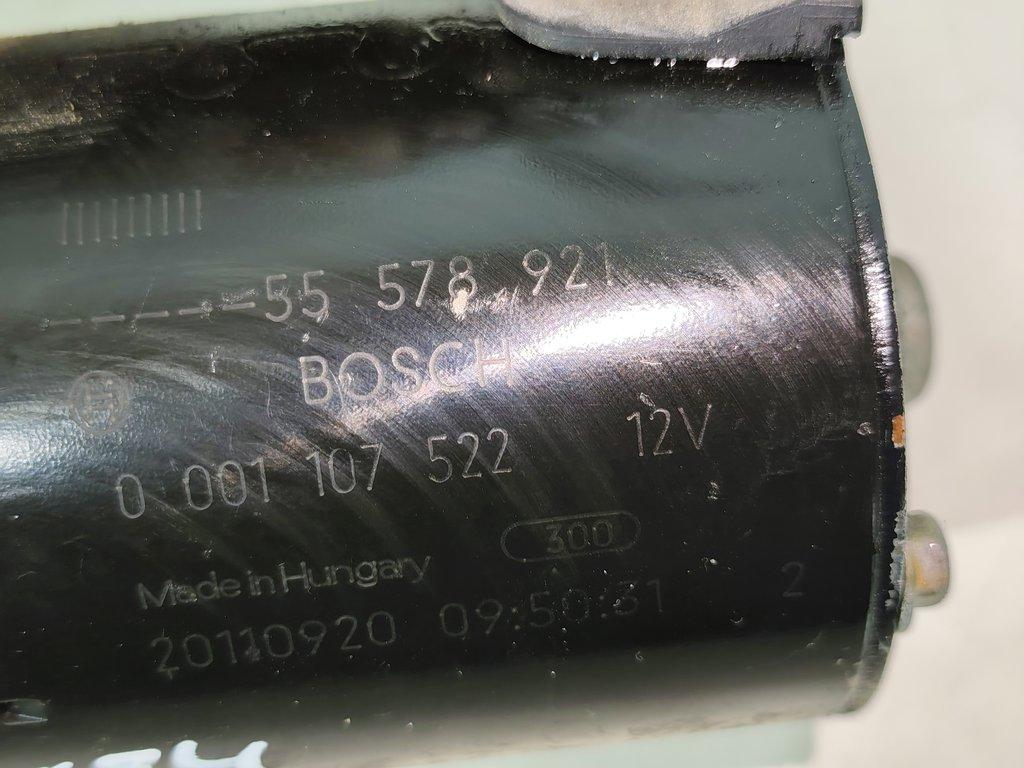 55 578 921
BOSCH
0 001 107 522 12V
300
Made in Hungary
20110920 09:50:31 2